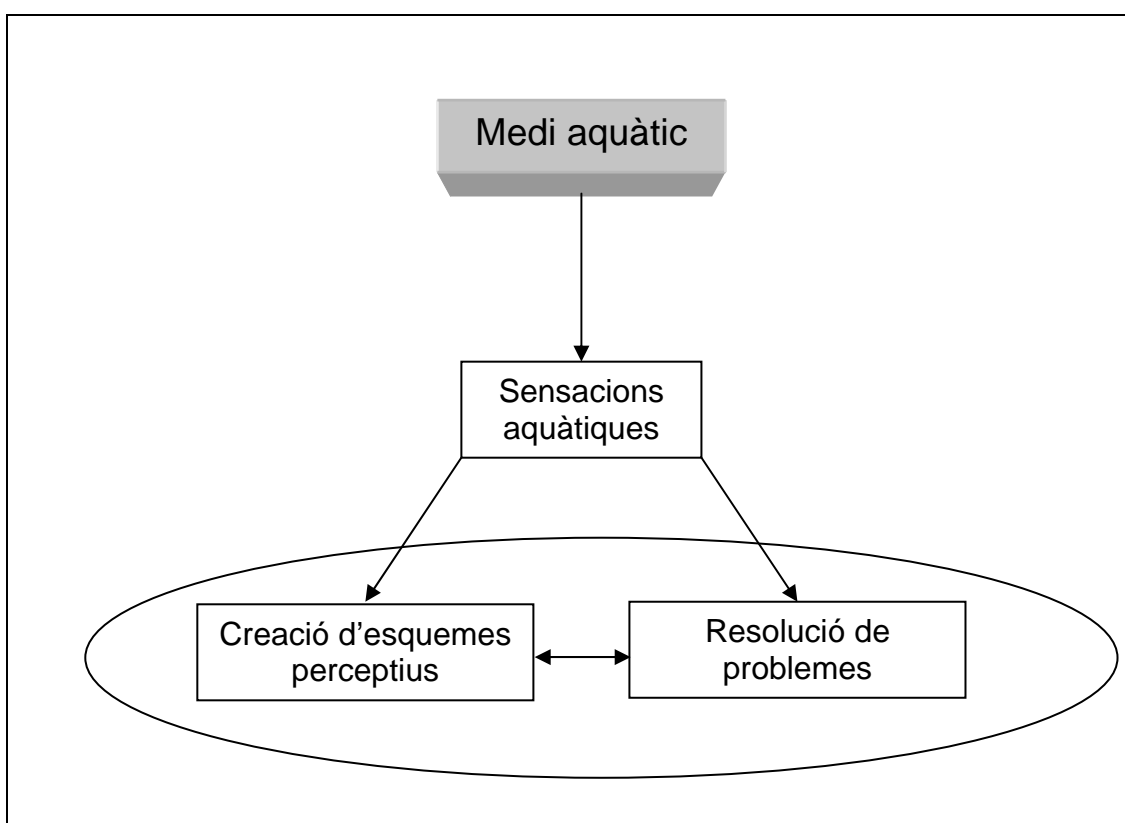 Medi aquàtic
Sensacions
aquàtiques
Creació d’esquemes
perceptius
Resolució de
problemes